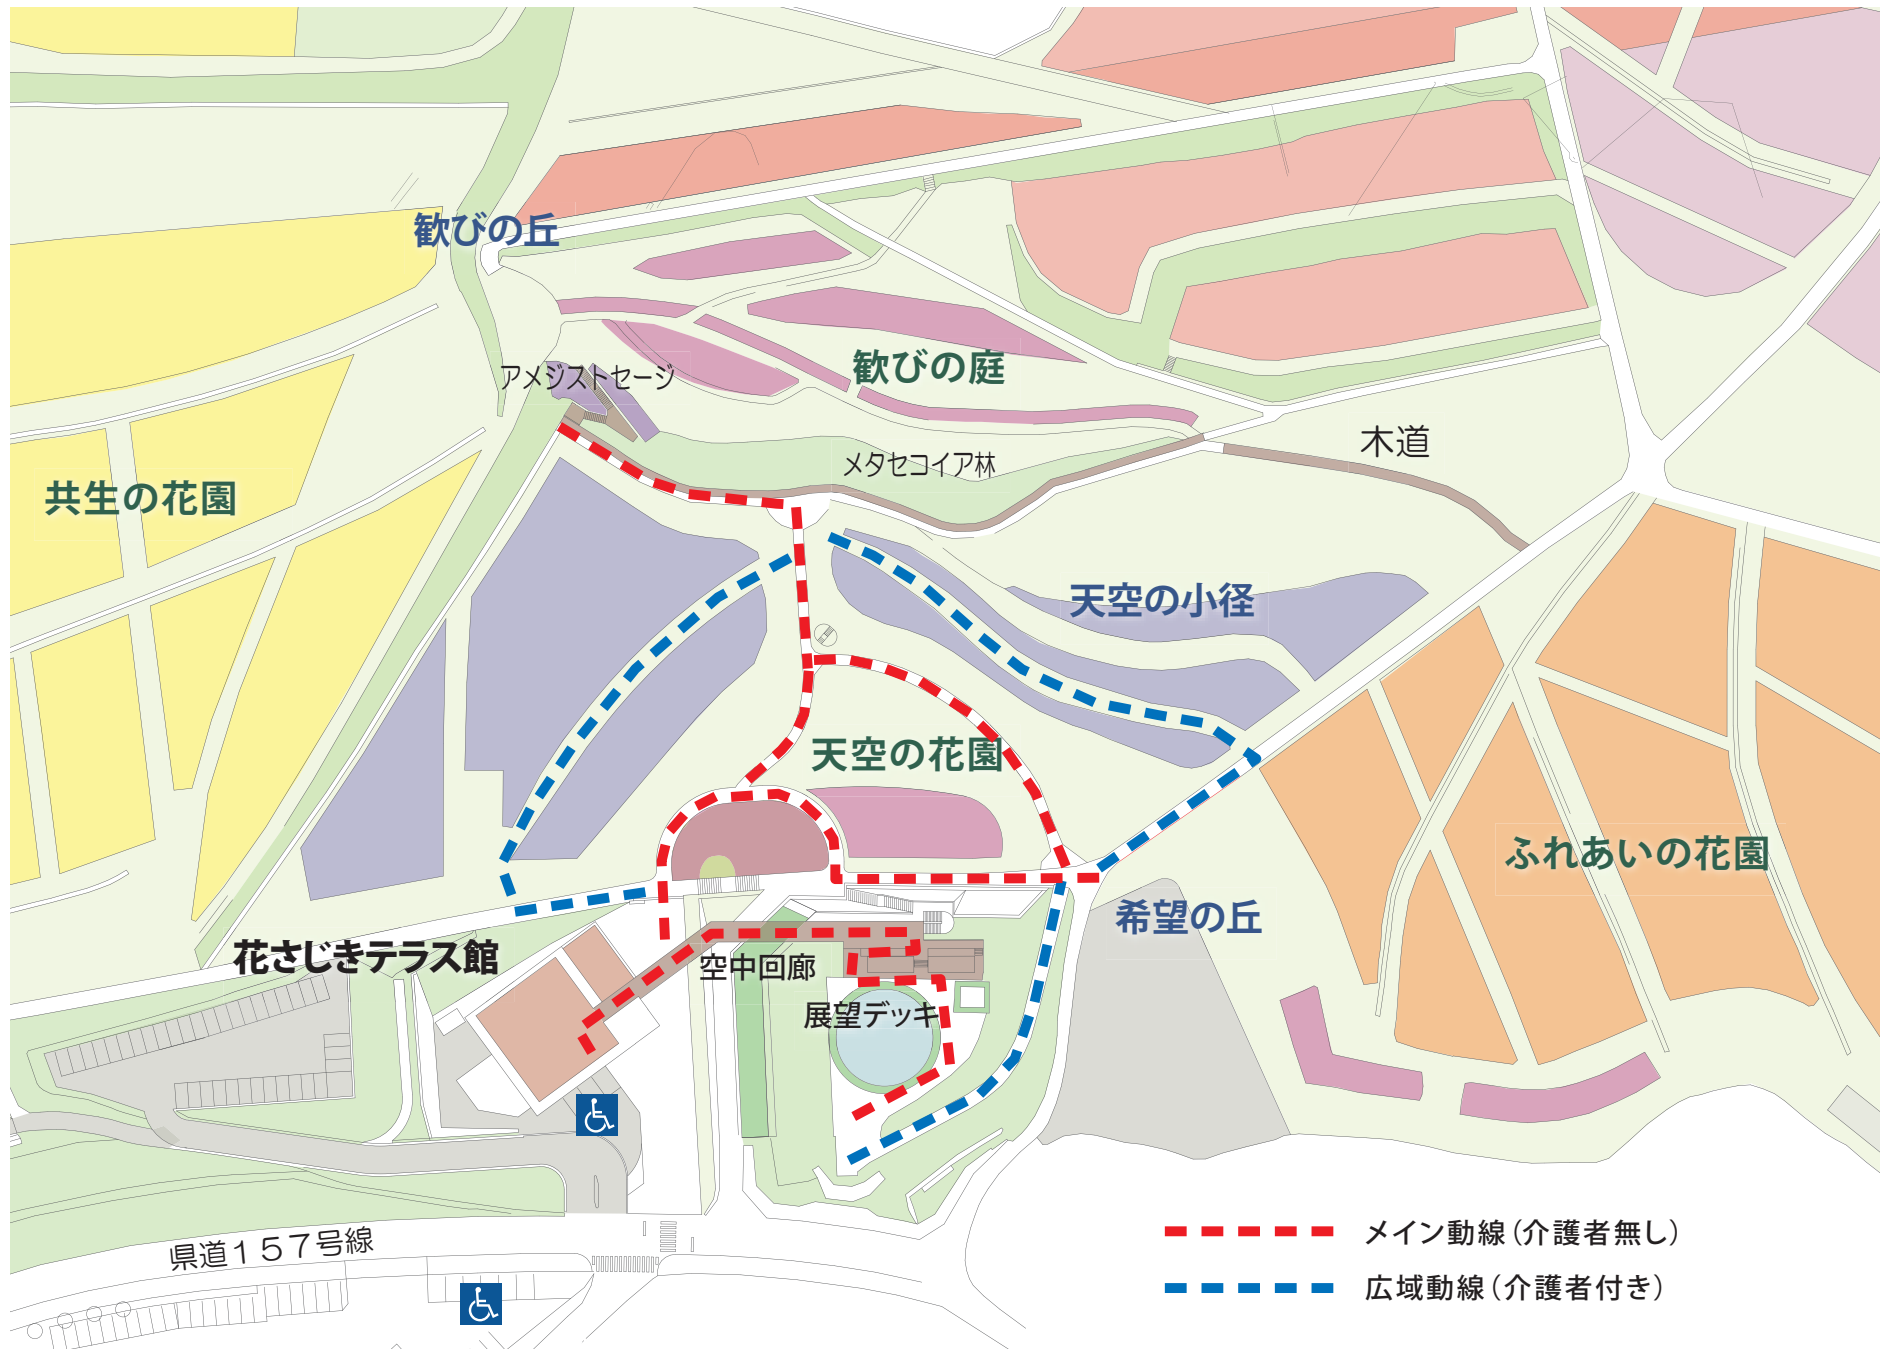 歓びの丘
歓びの庭
アメジストセージ
木道
メタセコイア林
共生の花園
天空の小径
天空の花園
ふれあいの花園
希望の丘
花さじきテラス館
空中回廊
展望デッキ
メイン動線(介護者無し)
県道157号線
広域動線(介護者付き)